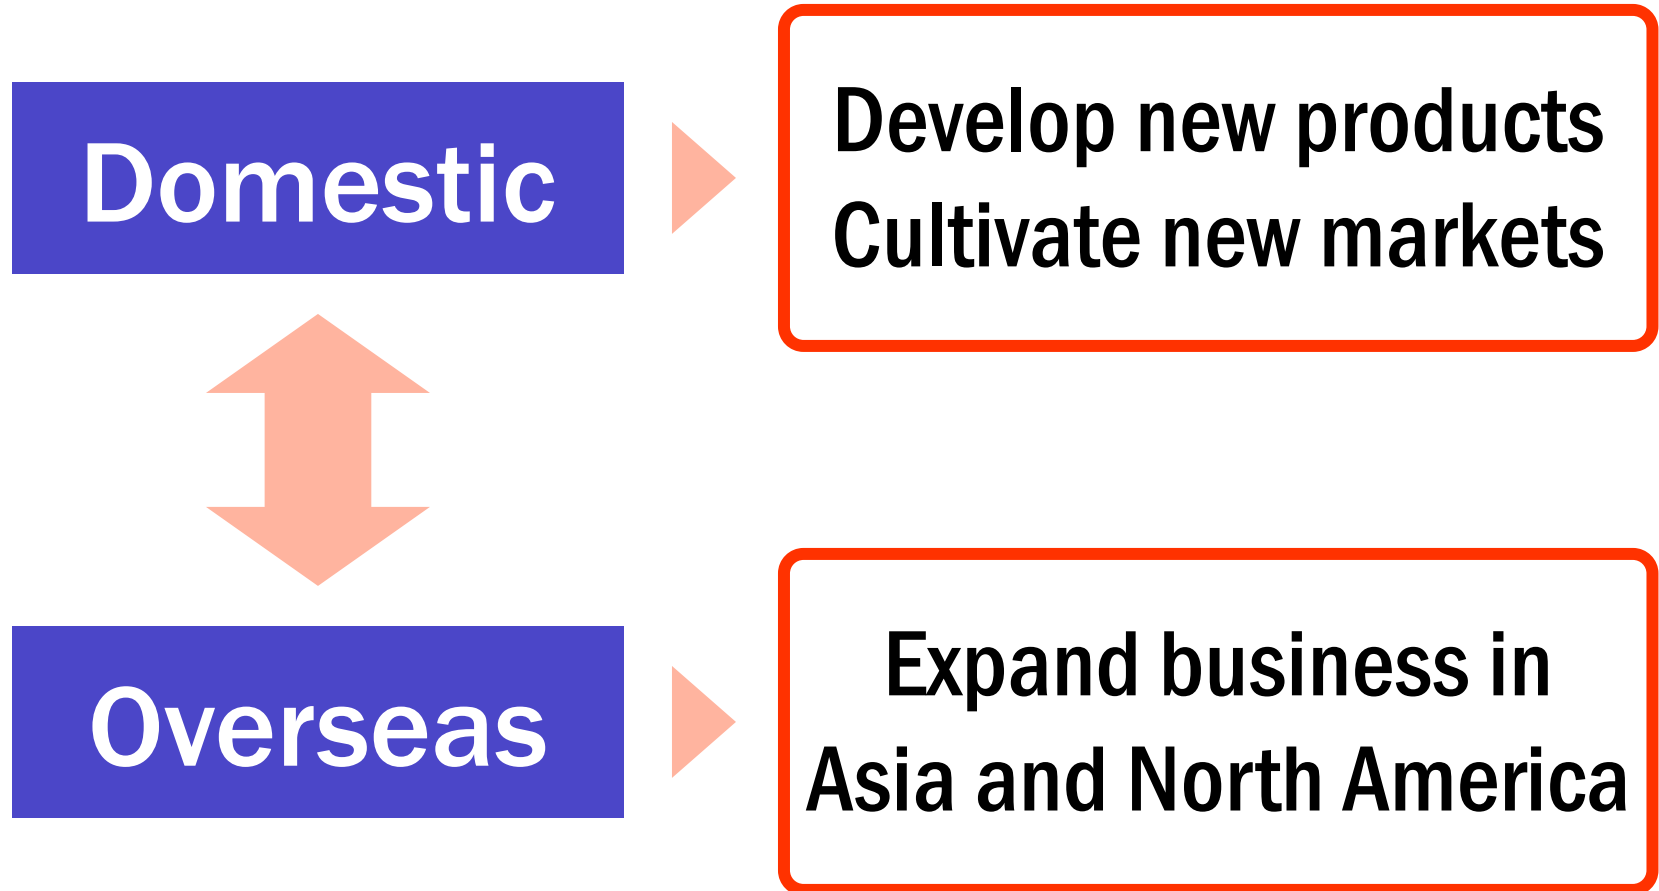 Domestic
Develop new products
Cultivate new markets
Overseas
Expand business in
Asia and North America